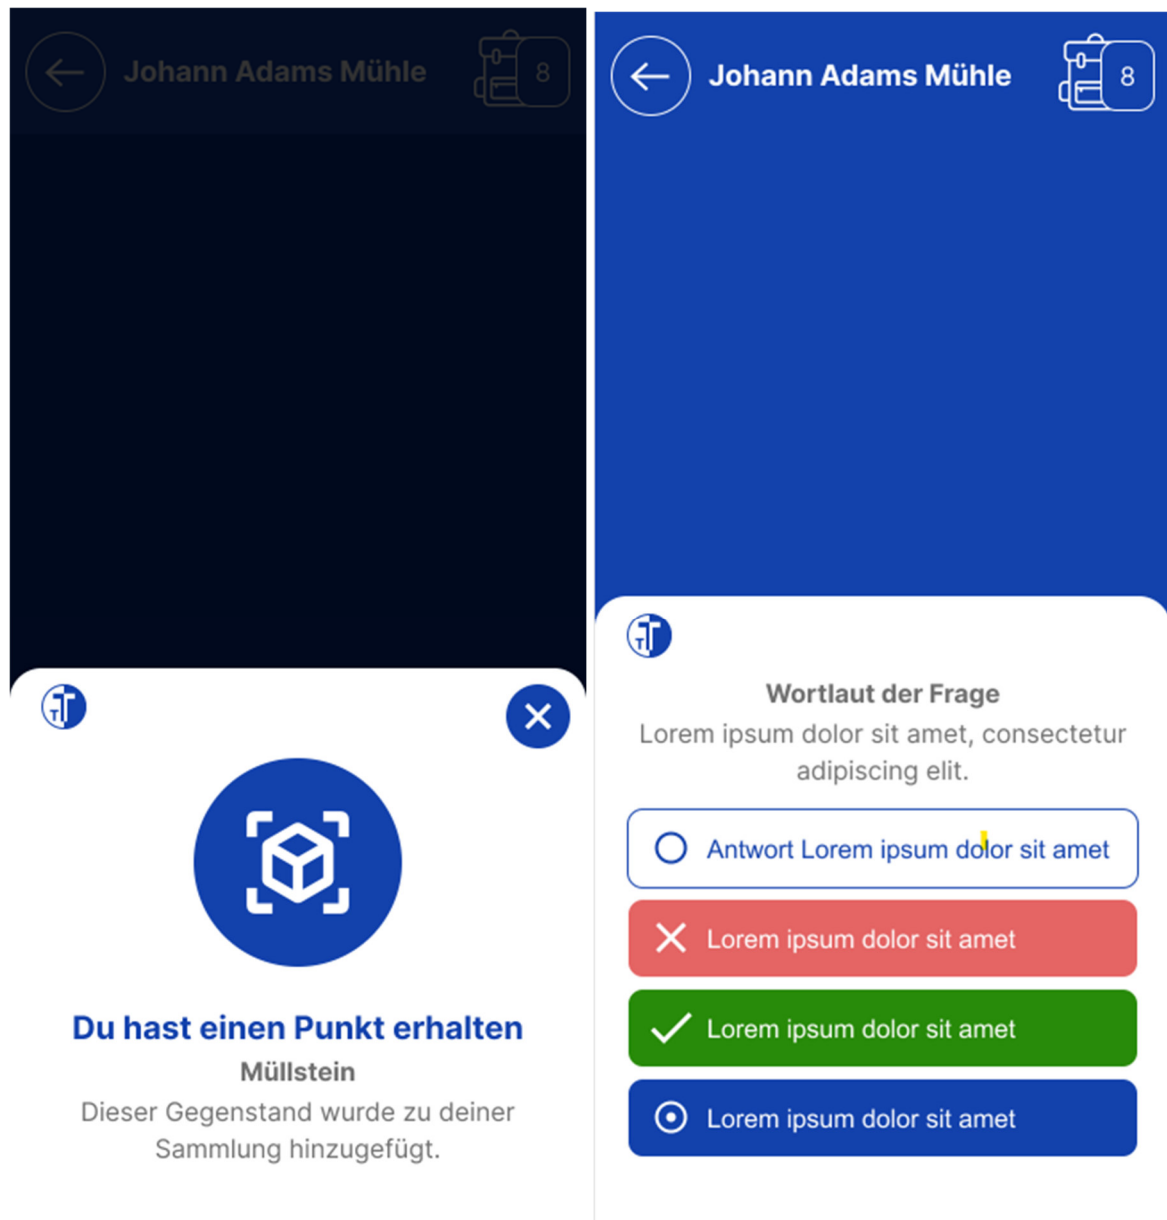 Johann Adams Mühle
8
TT
Du hast einen Punkt erhalten
Müllstein
Dieser Gegenstand wurde zu deiner
Sammlung hinzugefügt.
Johann Adams Mühle
8
TT
Wortlaut der Frage
Lorem ipsum dolor sit amet, consectetur
adipiscing elit.
Antwort Lorem ipsum dolor sit amet
Lorem ipsum dolor sit amet
Lorem ipsum dolor sit amet
Lorem ipsum dolor sit amet